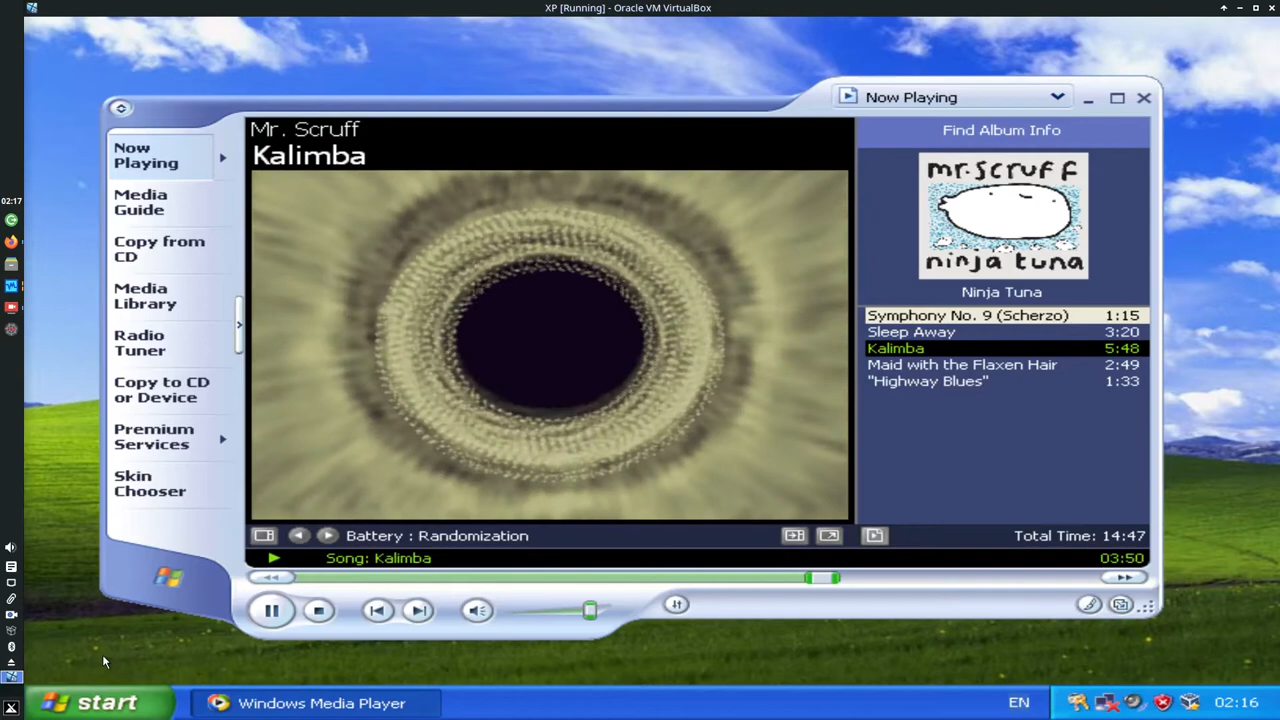 XP [Running] - Oracle VM VirtualBox
Now Playing
Mr. Scruff
Kalimba
Find Album Info
mr.scruff
ninja tuna
Ninja Tuna
Now
Playing
Media
Guide
Copy from
CD
Media
Library
Radio
Tuner
Copy to CD
or Device
Premium
Services
Skin
Chooser
02:17
Symphony No. 9 (Scherzo) 1:15
Sleep Away 3:20
Kalimba 5:48
Maid with the Flaxen Hair 2:49
"Highway Blues" 1:33
Battery : Randomization
Total Time: 14:47
Song: Kalimba 03:50
start
Windows Media Player
EN
02:16